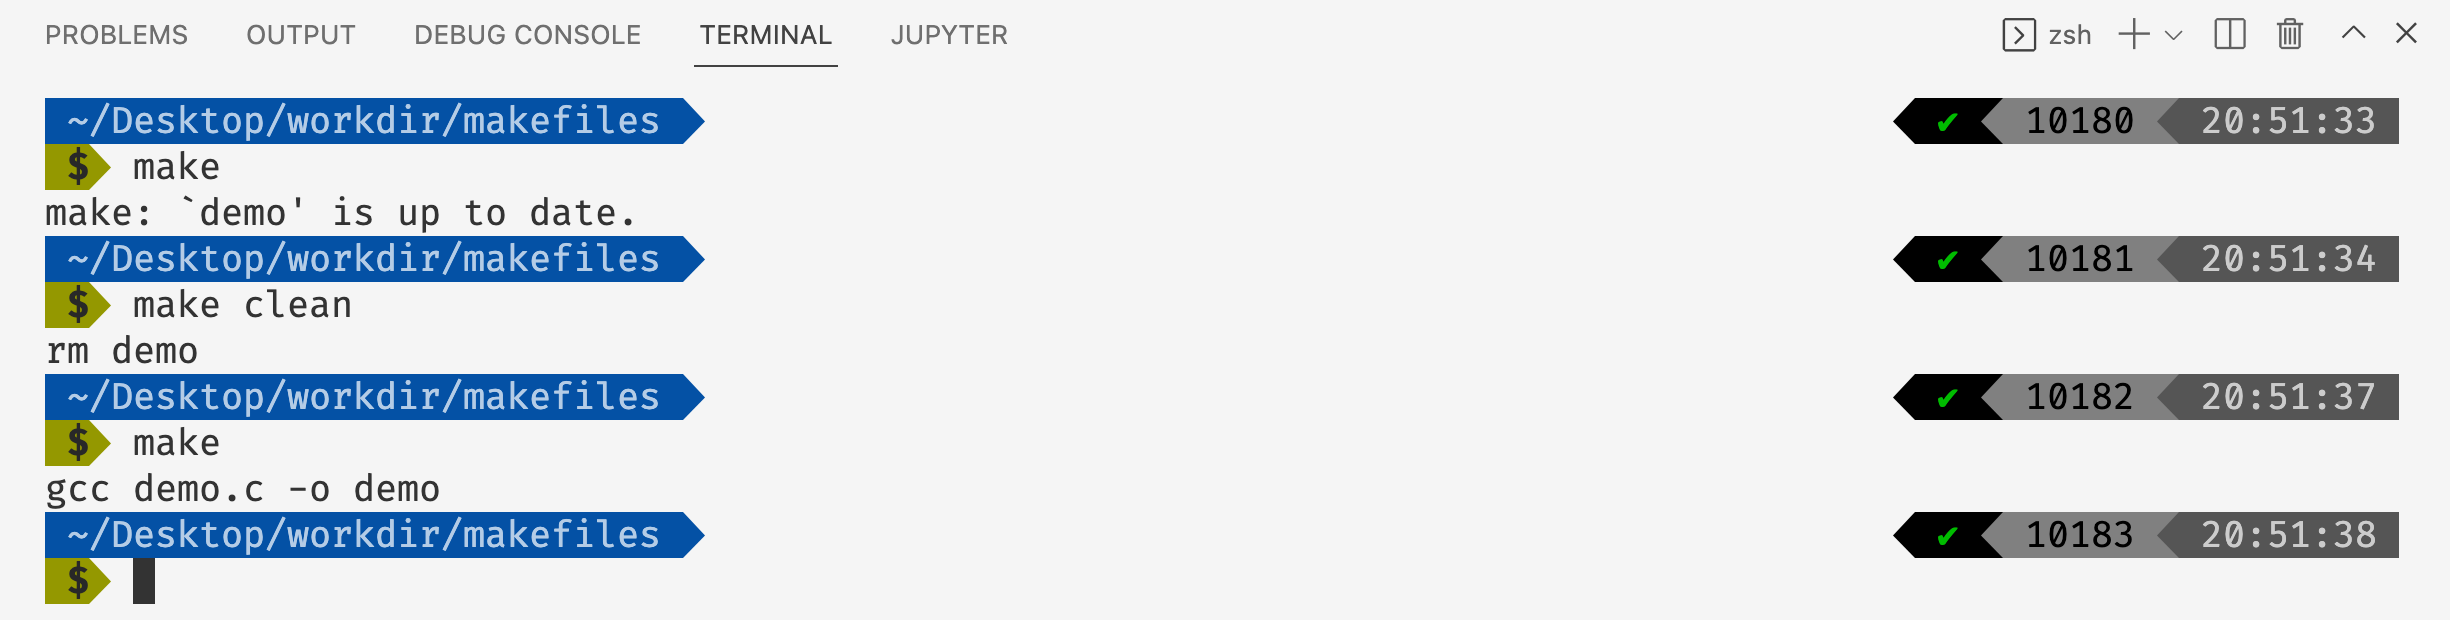 PROBLEMS OUTPUT DEBUG CONSOLE TERMINAL JUPYTER zsh
~/Desktop/workdir/makefiles ✔ 10180 20:51:33
$ make
make: `demo' is up to date.
~/Desktop/workdir/makefiles ✔ 10181 20:51:34
$ make clean
rm demo
~/Desktop/workdir/makefiles ✔ 10182 20:51:37
$ make
gcc demo.c -o demo
~/Desktop/workdir/makefiles ✔ 10183 20:51:38
$